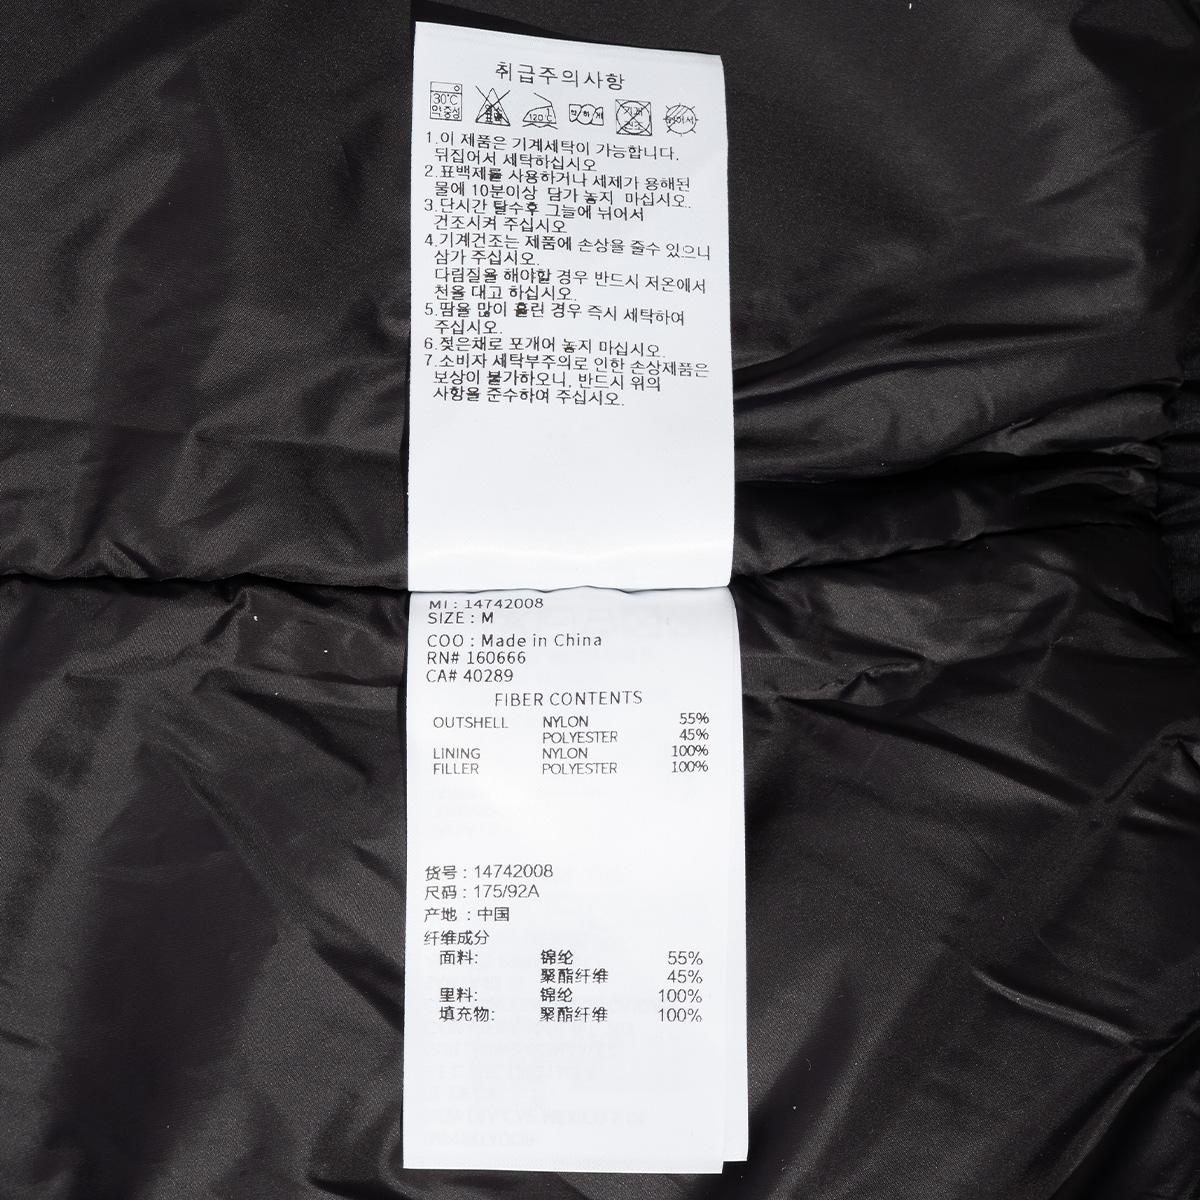 취급주의사항
30℃
약중성
120℃
약하게
뉘어서
1.이 제품은 기계세탁이 가능합니다.
뒤집어서 세탁하십시오
2.표백제를 사용하거나 세제가 용해된
물에 10분이상 담가 놓지 마십시오.
3.단시간 탈수후 그늘에 뉘어서
건조시켜 주십시오
4.기계건조는 제품에 손상을 줄수 있으니
삼가 주십시오.
다림질을 해야할 경우 반드시 저온에서
천을 대고 하십시오.
5.땀을 많이 흘린 경우 즉시 세탁하여
주십시오.
6.젖은채로 포개어 놓지 마십시오.
7.소비자 세탁부주의로 인한 손상제품은
보상이 불가하오니, 반드시 위의
사항을 준수하여 주십시오.
MI : 14742008
SIZE : M
COO : Made in China
RN# 160666
CA# 40289
FIBER CONTENTS
OUTSHELL NYLON 55%
POLYESTER 45%
LINING NYLON 100%
FILLER POLYESTER 100%
货号 : 14742008
尺码 : 175/92A
产地 : 中国
纤维成分
面料: 锦纶 55%
聚酯纤维 45%
里料: 锦纶 100%
填充物: 聚酯纤维 100%